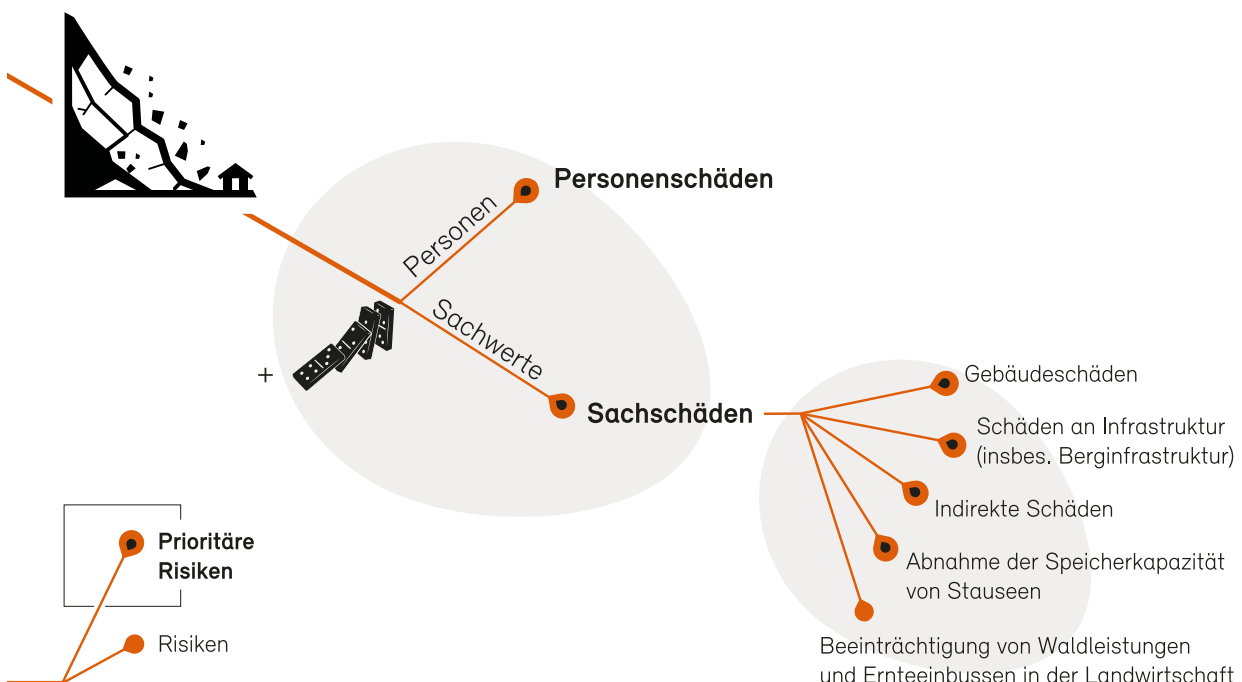 Personenschäden
Personen
Sachwerte
+
Sachschäden
Gebäudeschäden
Schäden an Infrastruktur
(insbes. Berginfrastruktur)
Indirekte Schäden
Abnahme der Speicherkapazität
von Stauseen
Beeinträchtigung von Waldleistungen
und Ernteeinbussen in der Landwirtschaft
Prioritäre
Risiken
Risiken